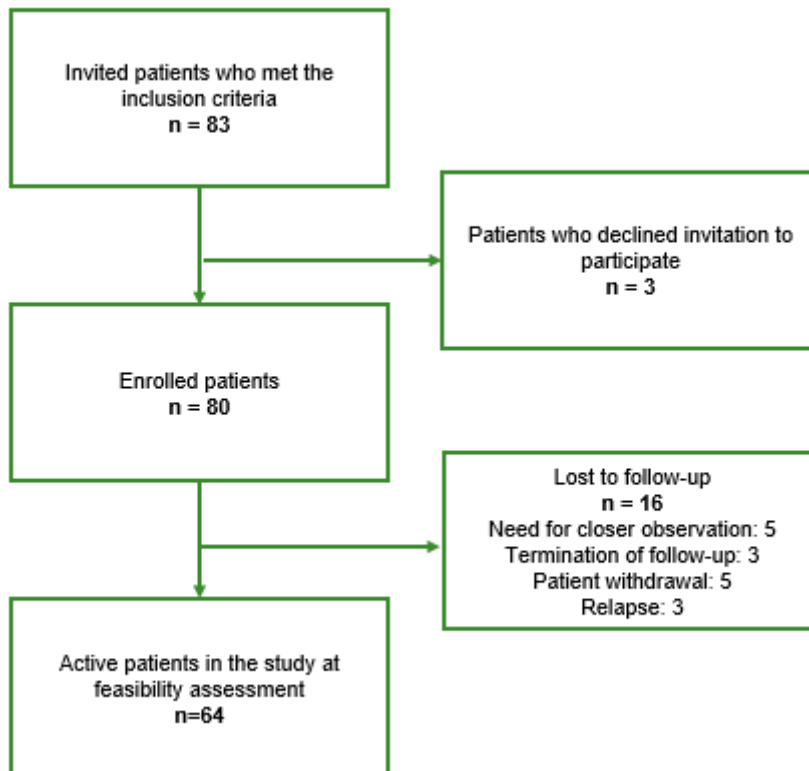 Invited patients who met the
inclusion criteria
n = 83
Patients who declined invitation to
participate
n = 3
Enrolled patients
n = 80
Lost to follow-up
n = 16
Need for closer observation: 5
Termination of follow-up: 3
Patient withdrawal: 5
Relapse: 3
Active patients in the study at
feasibility assessment
n=64